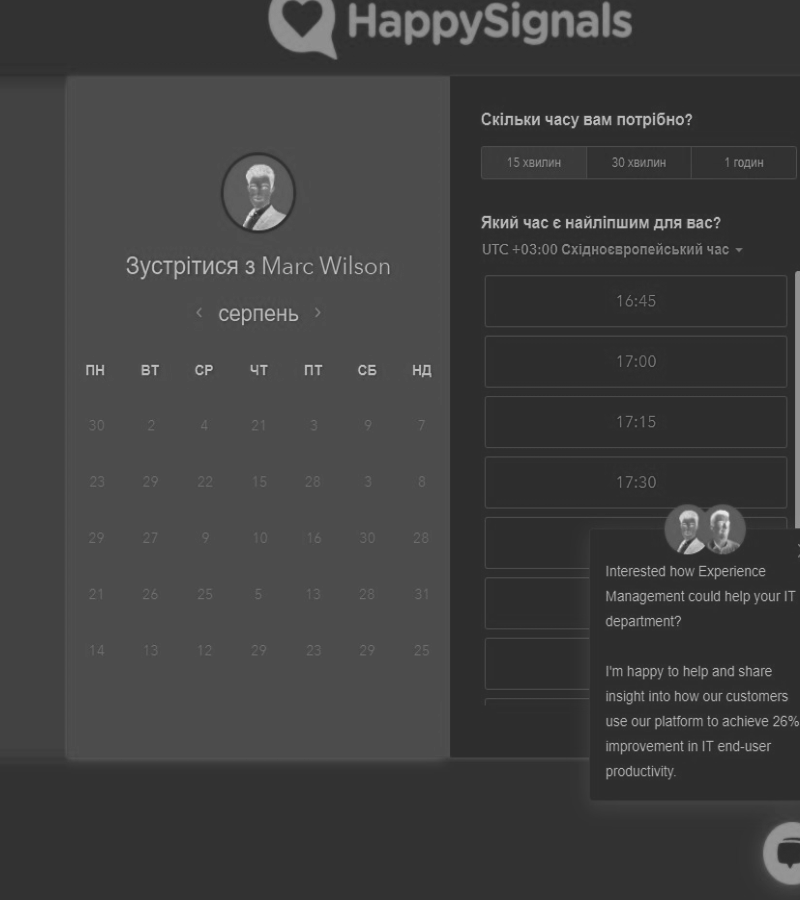 HappySignals
Зустрітися з Marc Wilson
серпень
ПН ВТ СР ЧТ ПТ СБ НД
30 2 4 21 3 9 7
23 29 22 15 28 3 8
29 27 9 10 16 30 28
21 26 25 5 13 28 31
14 13 12 29 23 29 25
Скільки часу вам потрібно?
15 хвилин 30 хвилин 1 годин
Який час є найліпшим для вас?
UTC +03:00 Східноєвропейський час
16:45
17:00
17:15
17:30
Interested how Experience
Management could help your IT
department?
I'm happy to help and share
insight into how our customers
use our platform to achieve 26%
improvement in IT end-user
productivity.